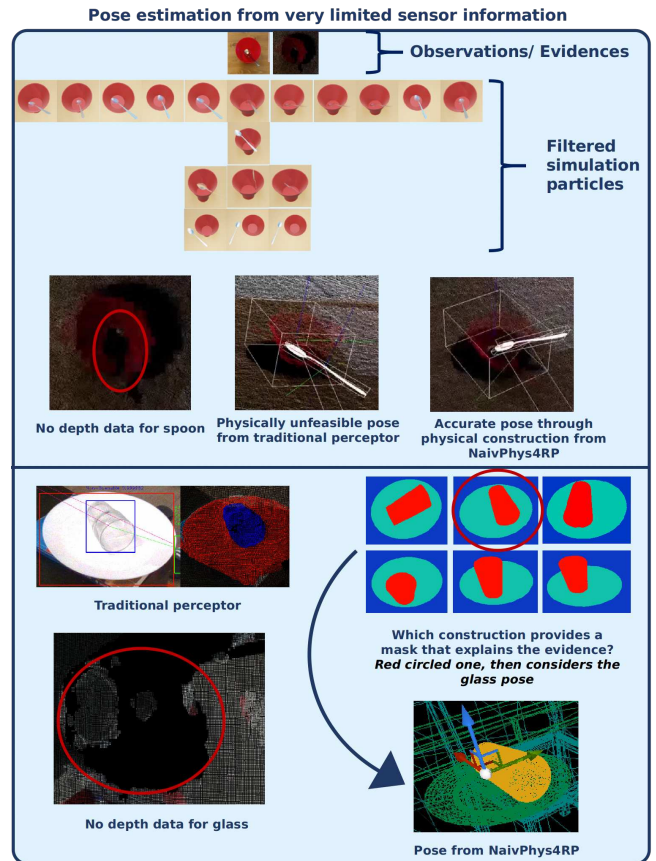 Pose estimation from very limited sensor information
Observations/ Evidences
Filtered
simulation
particles
No depth data for spoon
Physically unfeasible pose
from traditional perceptor
Accurate pose through
physical construction from
NaivPhys4RP
Traditional perceptor
Which construction provides a
mask that explains the evidence?
Red circled one, then considers the
glass pose
No depth data for glass
Pose from NaivPhys4RP